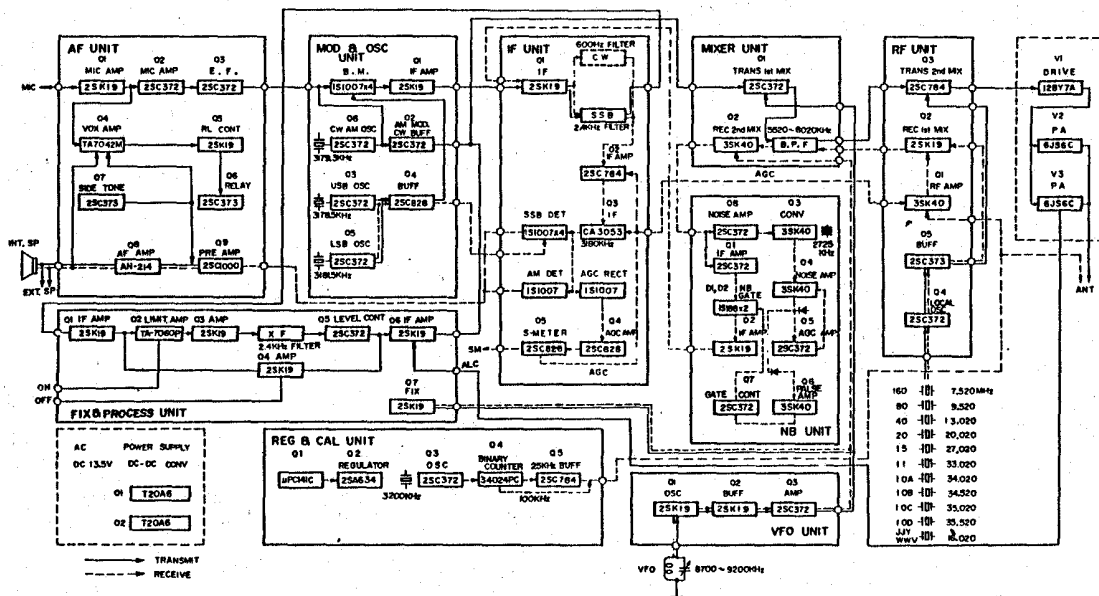 AF UNIT
Q1
MIC AMP
2SK19
Q2
MIC AMP
2SC372
Q3
E. F.
2SC372
MIC
Q4
VOX AMP
TA7042M
Q5
RL CONT
2SK19
Q7
SIDE TONE
2SC373
Q6
RELAY
2SC373
INT. SP
EXT. SP
Q8
AF AMP
AN-214
Q9
PRE AMP
2SC1000
MOD & OSC
UNIT
B. M.
1S1007x4
Q1
IF AMP
2SK19
Q6
CW AM OSC
2SC372
3179.3KHz
Q2
AM MOD.
CW BUFF
2SC372
Q3
USB OSC
2SC372
3178.5KHz
Q4
BUFF
2SC828
Q5
LSB OSC
2SC372
3181.5KHz
IF UNIT
Q1
IF
2SK19
600Hz FILTER
C W
S S B
2.4KHz FILTER
Q2
IF AMP
2SC784
Q3
IF
CA3053
3180KHz
SSB DET
1S1007x4
AM DET
1S1007
AGC RECT
1S1007
Q5
S-METER
2SC828
Q4
AGC AMP
2SC828
SM
AGC
MIXER UNIT
Q1
TRANS 1st MIX
2SC372
Q2
REC 2nd MIX
3SK40
5520~8020KHz
B. P. F
AGC
RF UNIT
Q3
TRANS 2nd MIX
2SC784
Q2
REC 1st MIX
2SK19
Q1
RF AMP
3SK40
P
Q5
BUFF
2SC373
Q4
LOCAL
OSC
2SC372
V1
DRIVE
12BY7A
V2
P A
6JS6C
V3
P A
6JS6C
ANT
NB UNIT
Q8
NOISE AMP
2SC372
Q3
CONV
3SK40
2725
KHz
Q1
IF AMP
2SC372
D1, D2
NB
GATE
1S188x2
Q4
NOISE AMP
3SK40
Q2
IF AMP
2SK19
Q5
AGC AMP
2SC372
Q7
GATE CONT
2SC372
Q6
PALSE
AMP
3SK40
Q1 IF AMP
2SK19
Q2 LIMIT. AMP
TA-7060P
Q3 AMP
2SK19
X F
2.4KHz FILTER
Q5 LEVEL CONT
2SC372
Q6 IF AMP
2SK19
Q4 AMP
2SK19
ALC
ON
OFF
Q7
FIX
2SK19
FIX & PROCESS UNIT
AC POWER SUPPLY
DC 13.5V DC-DC CONV
Q1 T20A6
Q2 T20A6
TRANSMIT
RECEIVE
REG & CAL UNIT
Q1
μPC141C
Q2
REGULATOR
2SA634
3200KHz
Q3
OSC
2SC372
Q4
BINARY
COUNTER
34024PC
Q5
25KHz BUFF
2SC784
100KHz
Q1
OSC
2SK19
Q2
BUFF
2SK19
Q3
AMP
2SC372
VFO UNIT
VFO
8700~9200KHz
160 7,520MHz
80 9,520
40 13,020
20 20,020
15 27,020
11 33,020
10A 34,020
10B 34,520
10C 35,020
10D 35,520
JJY
WWV 16,020